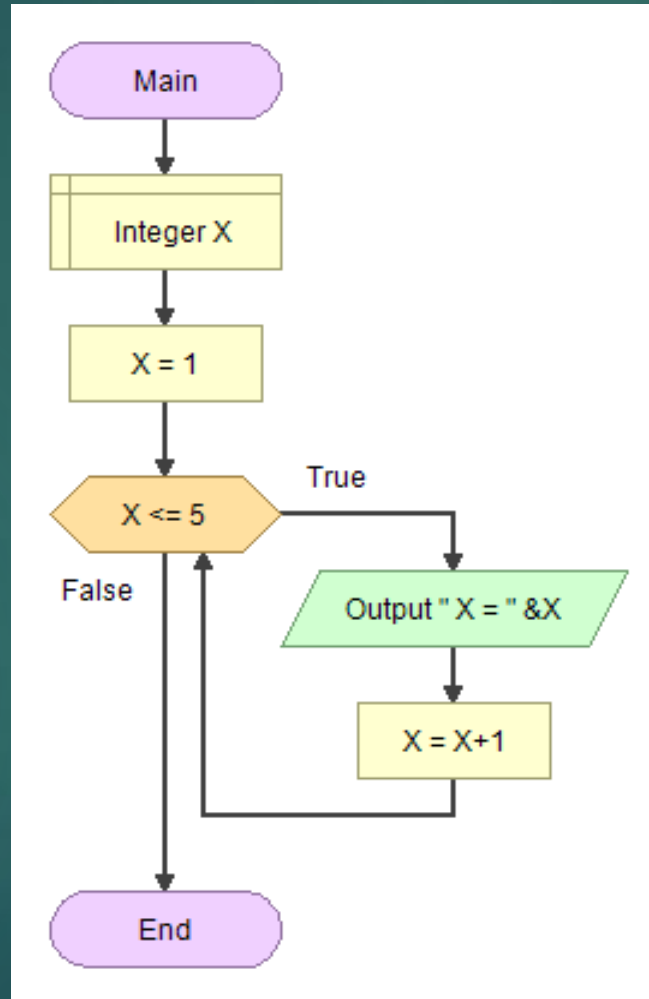 Main
Integer X
X = 1
X <= 5
True
False
Output " X = " &X
X = X+1
End